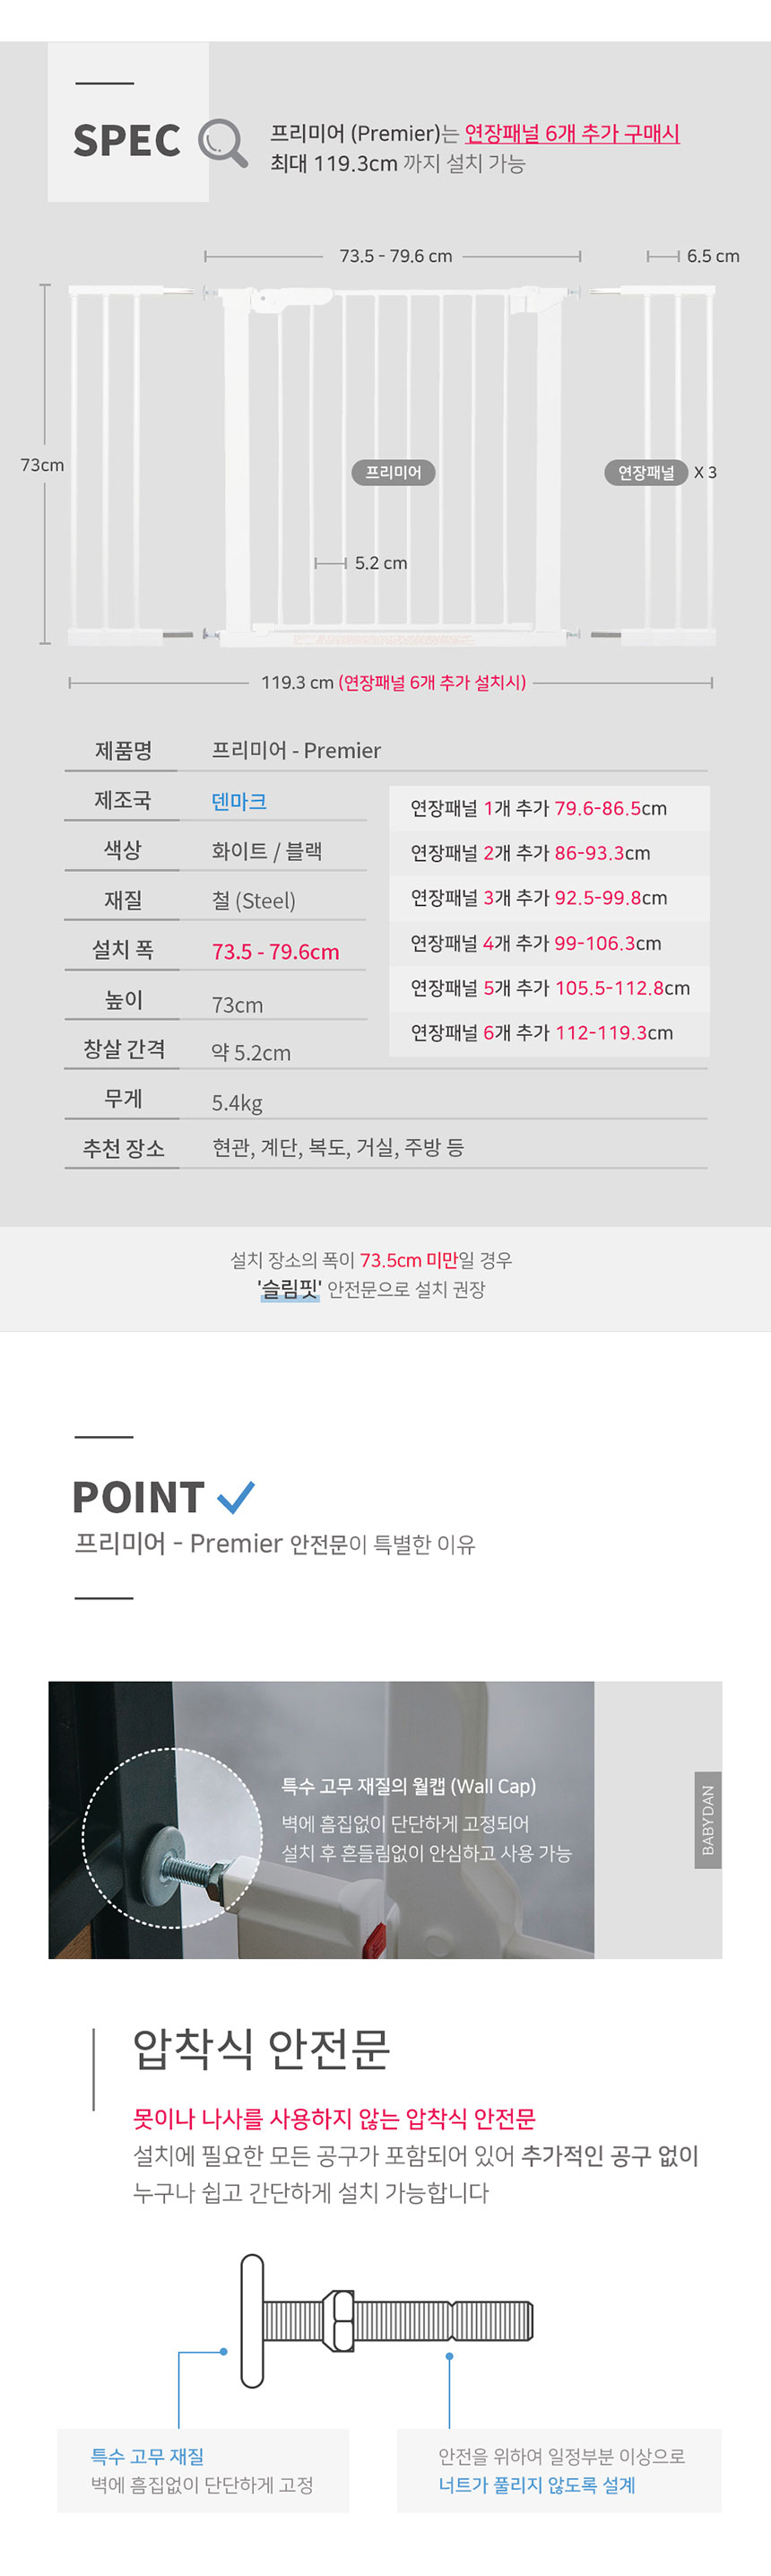 SPEC
프리미어 (Premier)는 연장패널 6개 추가 구매시
최대 119.3cm 까지 설치 가능
73.5 - 79.6 cm
6.5 cm
73cm
프리미어
연장패널 X 3
5.2 cm
119.3 cm (연장패널 6개 추가 설치시)
제품명 프리미어 - Premier
제조국 덴마크
색상 화이트 / 블랙
재질 철 (Steel)
설치 폭 73.5 - 79.6cm
높이 73cm
창살 간격 약 5.2cm
무게 5.4kg
추천 장소 현관, 계단, 복도, 거실, 주방 등
연장패널 1개 추가 79.6-86.5cm
연장패널 2개 추가 86-93.3cm
연장패널 3개 추가 92.5-99.8cm
연장패널 4개 추가 99-106.3cm
연장패널 5개 추가 105.5-112.8cm
연장패널 6개 추가 112-119.3cm
설치 장소의 폭이 73.5cm 미만일 경우
'슬림핏' 안전문으로 설치 권장
POINT
프리미어 - Premier 안전문이 특별한 이유
특수 고무 재질의 월캡 (Wall Cap)
벽에 흠집없이 단단하게 고정되어
설치 후 흔들림없이 안심하고 사용 가능
BABYDAN
압착식 안전문
못이나 나사를 사용하지 않는 압착식 안전문
설치에 필요한 모든 공구가 포함되어 있어 추가적인 공구 없이
누구나 쉽고 간단하게 설치 가능합니다
특수 고무 재질
벽에 흠집없이 단단하게 고정
안전을 위하여 일정부분 이상으로
너트가 풀리지 않도록 설계